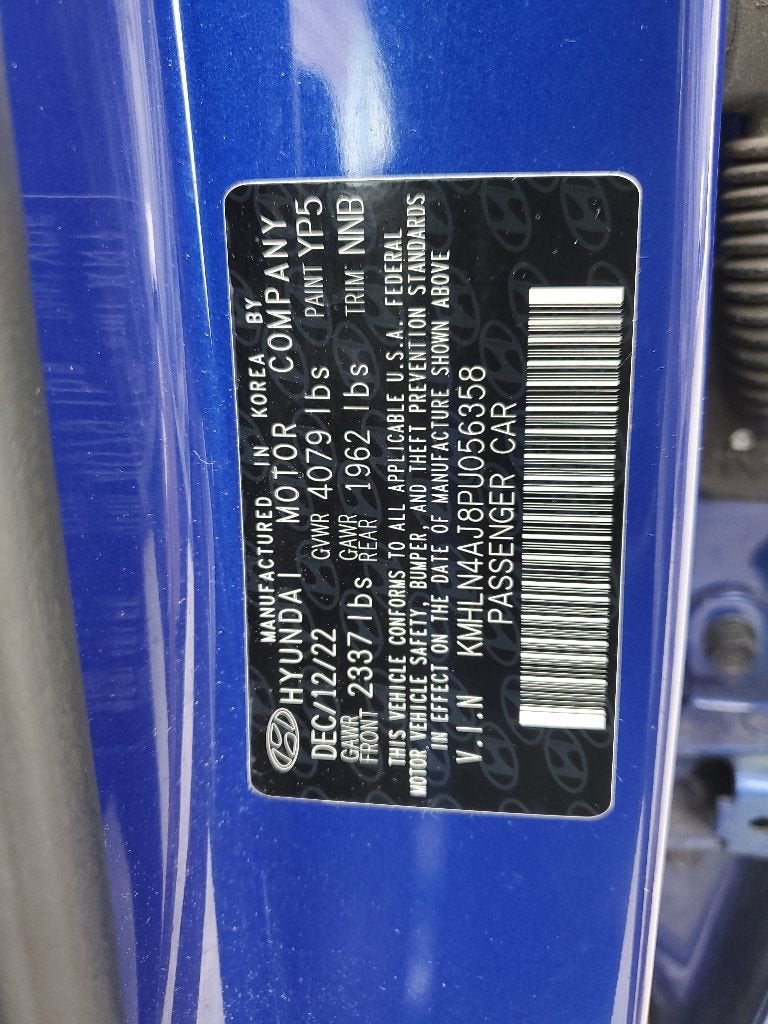 MANUFACTURED IN KOREA BY
HYUNDAI MOTOR COMPANY
DEC/12/22 GVWR 4079 lbs PAINT YP5
GAWR FRONT 2337 lbs GAWR REAR 1962 lbs TRIM NNB
THIS VEHICLE CONFORMS TO ALL APPLICABLE U.S.A. FEDERAL
MOTOR VEHICLE SAFETY, BUMPER, AND THEFT PREVENTION STANDARDS
IN EFFECT ON THE DATE OF MANUFACTURE SHOWN ABOVE
V.I.N KMHLN4AJ8PU056358
PASSENGER CAR